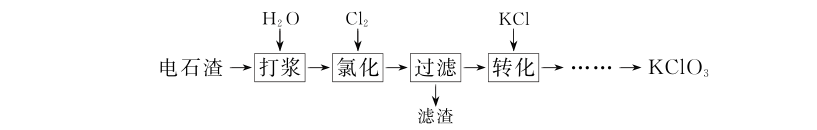 H₂O Cl₂ KCl
电石渣 → 打浆 → 氯化 → 过滤 → 转化 → …… → KClO₃
滤渣